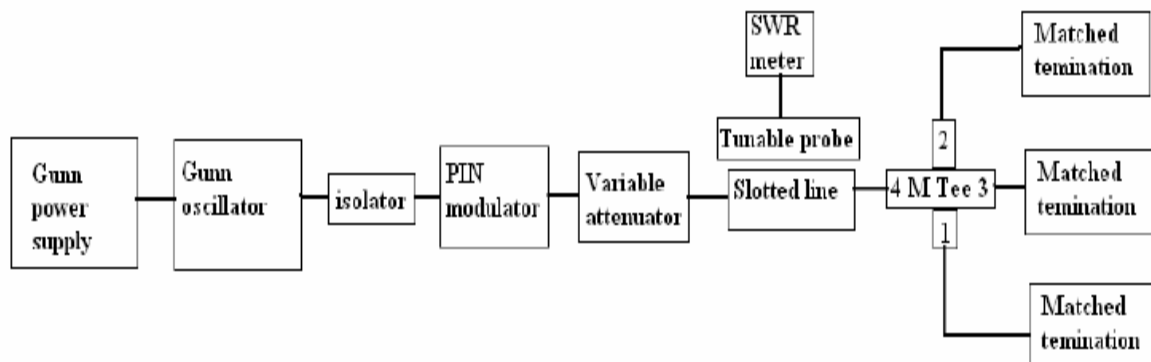 Gunn
power
supply
Gunn
oscillator
isolator
PIN
modulator
Variable
attenuator
SWR
meter
Tunable probe
Slotted line
2
4 M Tee 3
1
Matched
temination
Matched
temination
Matched
temination